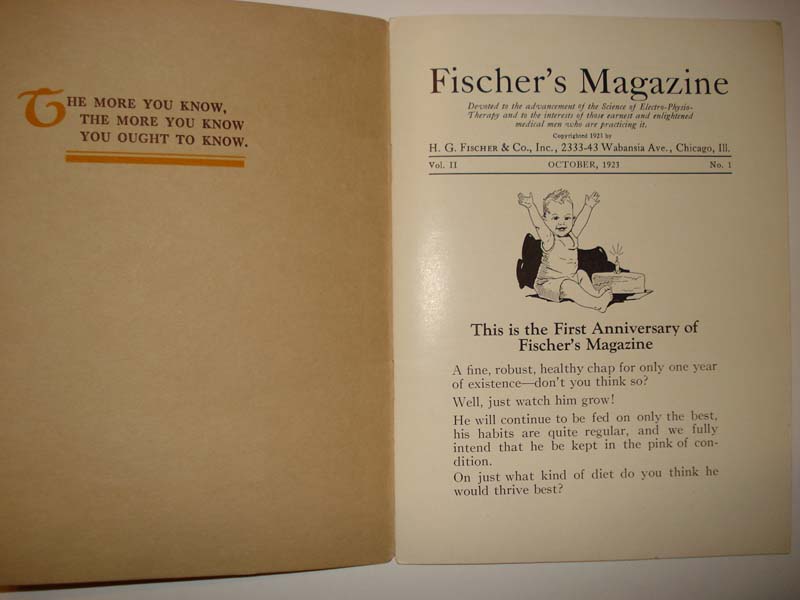 THE MORE YOU KNOW,
THE MORE YOU KNOW
YOU OUGHT TO KNOW.
Fischer's Magazine
Devoted to the advancement of the Science of Electro-Physio-
Therapy and to the interests of those earnest and enlightened
medical men who are practicing it.
Copyrighted 1923 by
H. G. FISCHER & CO., INC., 2333-43 Wabansia Ave., Chicago, Ill.
Vol. II OCTOBER, 1923 No. 1
This is the First Anniversary of
Fischer's Magazine
A fine, robust, healthy chap for only one year
of existence—don't you think so?
Well, just watch him grow!
He will continue to be fed on only the best,
his habits are quite regular, and we fully
intend that he be kept in the pink of con-
dition.
On just what kind of diet do you think he
would thrive best?